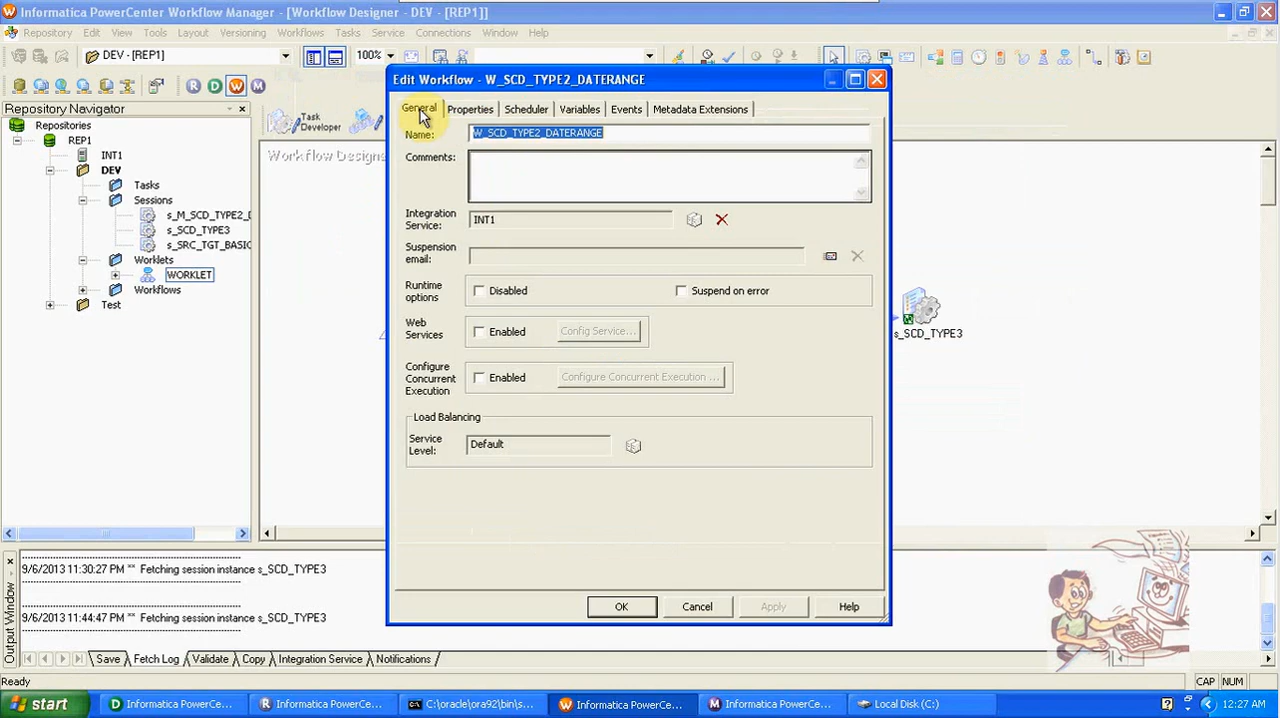 Informatica PowerCenter Workflow Manager - [Workflow Designer - DEV - [REP1]]
Repository Edit View Tools Layout Versioning Workflows Tasks Service Connections Window Help
DEV - [REP1] 100%
Edit Workflow - W_SCD_TYPE2_DATERANGE
Repository Navigator
General Properties Scheduler Variables Events Metadata Extensions
Task
Developer
Repositories
REP1
INT1
DEV
Tasks
Sessions
s_M_SCD_TYPE2_D
s_SCD_TYPE3
s_SRC_TGT_BASIC
Worklets
WORKLET
Workflows
Test
Workflow Designe
Name: W_SCD_TYPE2_DATERANGE
Comments:
Integration
Service: INT1
Suspension
email:
Runtime
options Disabled Suspend on error
Web
Services Enabled Config Service...
Configure
Concurrent
Execution Enabled Configure Concurrent Execution ...
Load Balancing
Service
Level: Default
s_SCD_TYPE3
OK Cancel Apply Help
Output Window
9/6/2013 11:30:27 PM ** Fetching session instance s_SCD_TYPE3
9/6/2013 11:44:47 PM ** Fetching session instance s_SCD_TYPE3
Save Fetch Log Validate Copy Integration Service Notifications
Ready CAP NUM
start Informatica PowerCe... Informatica PowerCe... C:\oracle\ora92\bin\s... Informatica PowerCe... Informatica PowerCe... Local Disk (C:) 12:27 AM